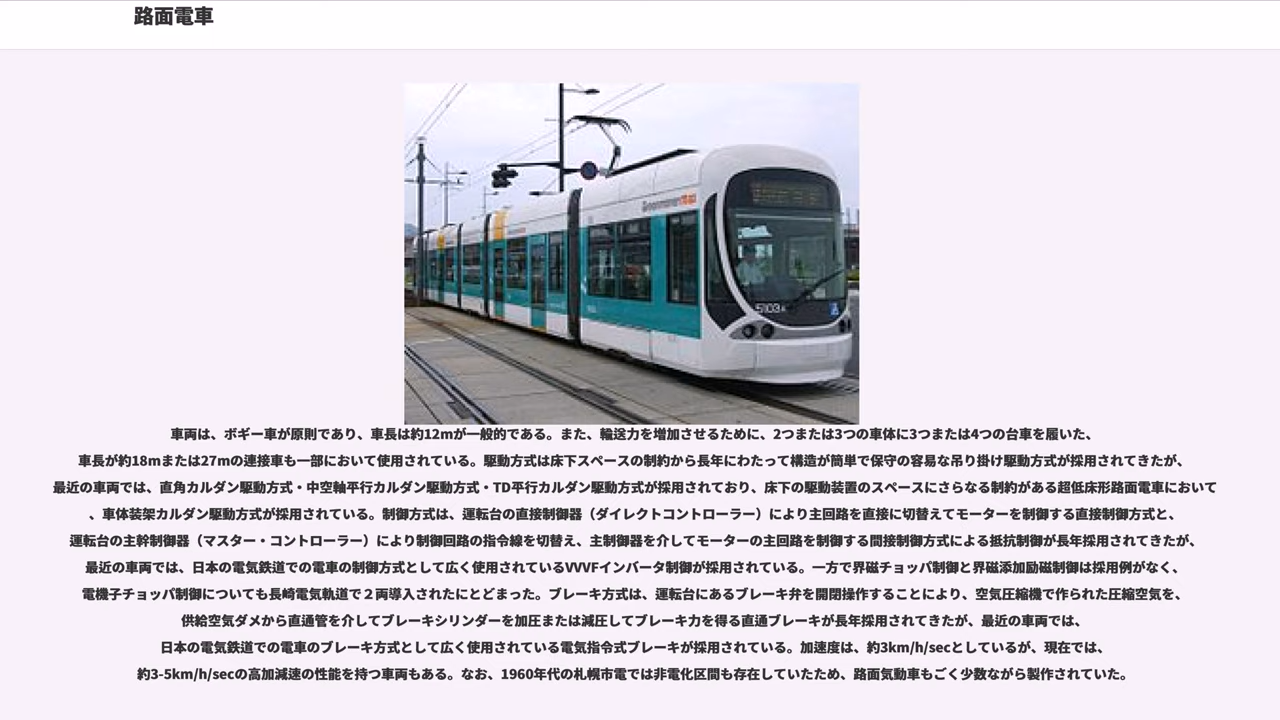 路面電車
車両は、ボギー車が原則であり、車長は約12mが一般的である。また、輸送力を増加させるために、2つまたは3つの車体に3つまたは4つの台車を履いた、
車長が約18mまたは27mの連接車も一部において使用されている。駆動方式は床下スペースの制約から長年にわたって構造が簡単で保守の容易な吊り掛け駆動方式が採用されてきたが、
最近の車両では、直角カルダン駆動方式・中空軸平行カルダン駆動方式・TD平行カルダン駆動方式が採用されており、床下の駆動装置のスペースにさらなる制約がある超低床形路面電車において
、車体装架カルダン駆動方式が採用されている。制御方式は、運転台の直接制御器（ダイレクトコントローラー）により主回路を直接に切替えてモーターを制御する直接制御方式と、
運転台の主幹制御器（マスター・コントローラー）により制御回路の指令線を切替え、主制御器を介してモーターの主回路を制御する間接制御方式による抵抗制御が長年採用されてきたが、
最近の車両では、日本の電気鉄道での電車の制御方式として広く使用されているVVVFインバータ制御が採用されている。一方で界磁チョッパ制御と界磁添加励磁制御は採用例がなく、
電機子チョッパ制御についても長崎電気軌道で２両導入されたにとどまった。ブレーキ方式は、運転台にあるブレーキ弁を開閉操作することにより、空気圧縮機で作られた圧縮空気を、
供給空気ダメから直通管を介してブレーキシリンダーを加圧または減圧してブレーキ力を得る直通ブレーキが長年採用されてきたが、最近の車両では、
日本の電気鉄道での電車のブレーキ方式として広く使用されている電気指令式ブレーキが採用されている。加速度は、約3km/h/secとしているが、現在では、
約3-5km/h/secの高加減速の性能を持つ車両もある。なお、1960年代の札幌市電では非電化区間も存在していたため、路面気動車もごく少数ながら製作されていた。